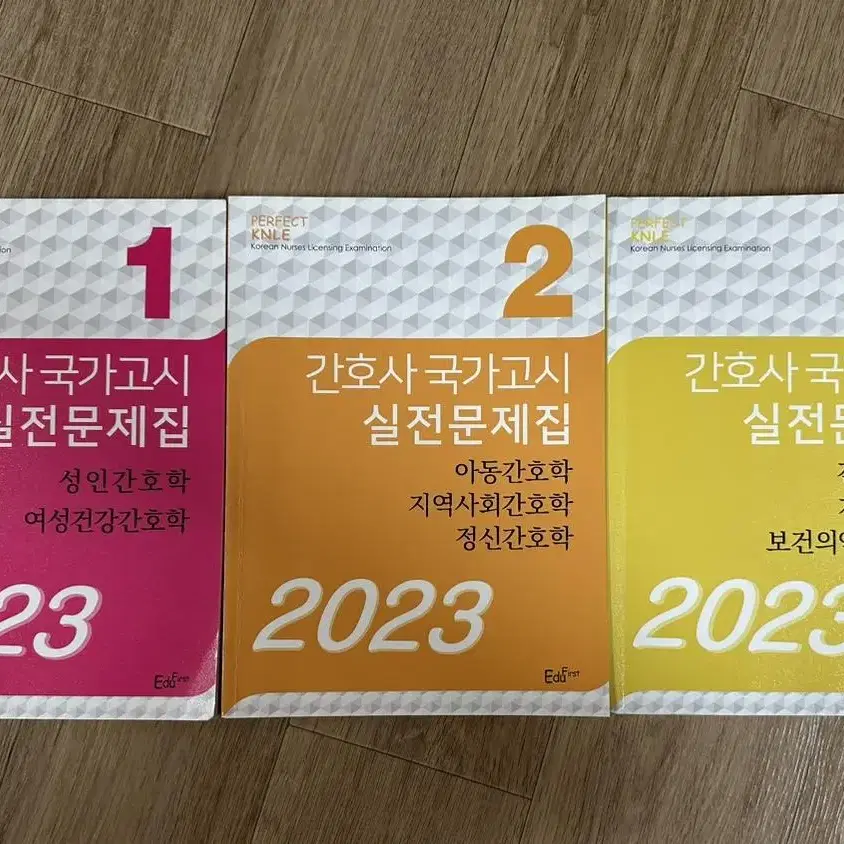 1
사 국가고시
실전문제집
성인간호학
여성건강간호학
23
Edu First
PERFECT
KNLE
Korean Nurses Licensing Examination
2
간호사 국가고시
실전문제집
아동간호학
지역사회간호학
정신간호학
2023
Edu First
PERFECT
KNLE
Korean Nurses Licensing Examination
간호사 국
실전문
보건의
2023